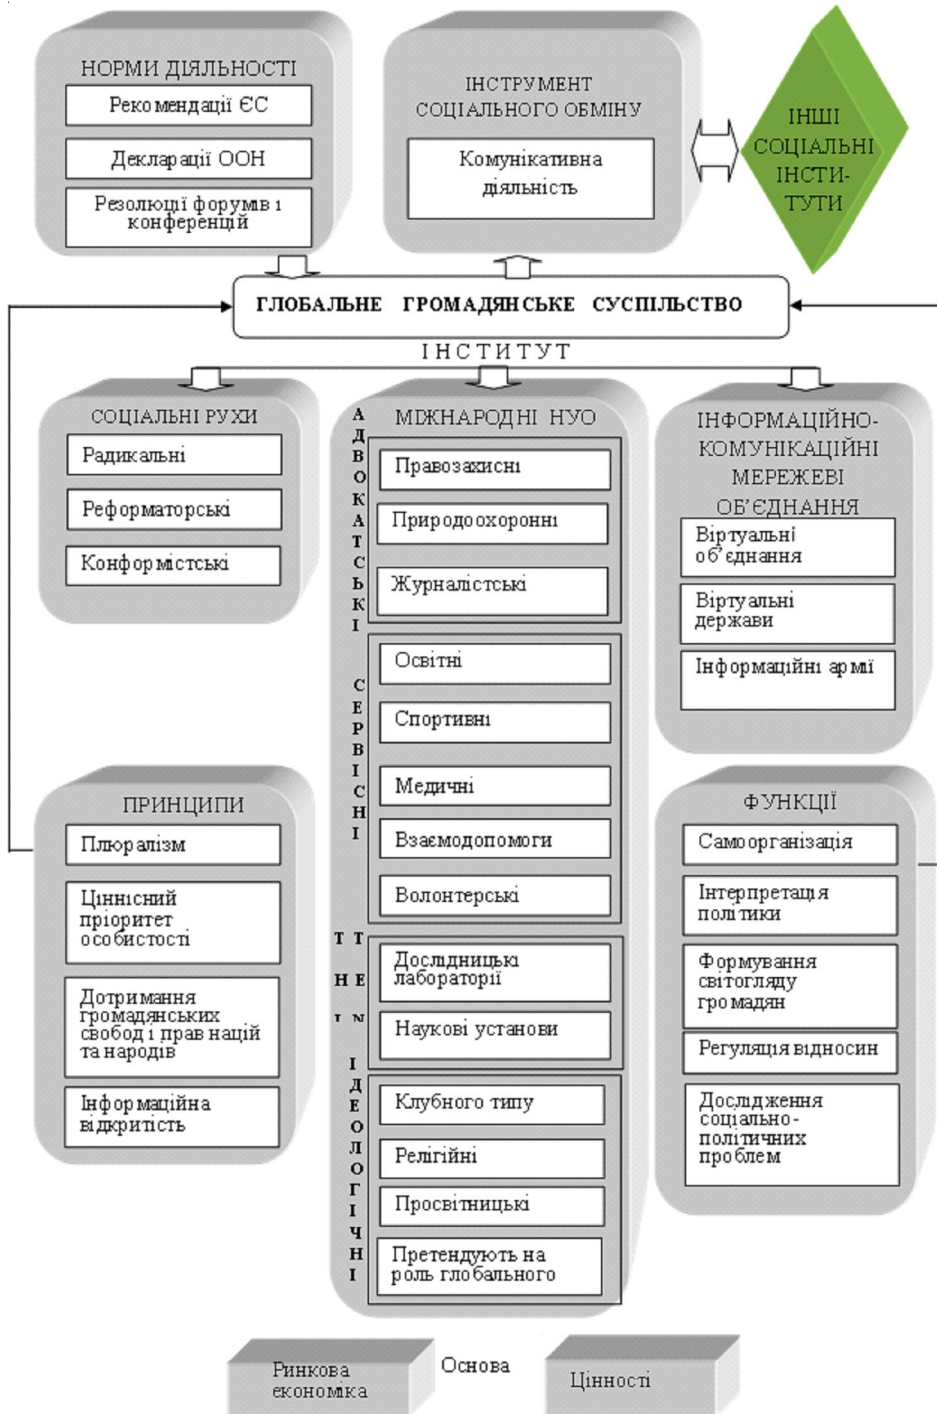 НОРМИ ДІЯЛЬНОСТІ
Рекомендації ЄС
Декларації ООН
Резолюції форумів і
конференцій
ІНСТРУМЕНТ
СОЦІАЛЬНОГО ОБМІНУ
Комунікативна
діяльність
ІНШІ
СОЦІАЛЬНІ
ІНСТИ-
ТУТИ
ГЛОБАЛЬНЕ ГРОМАДЯНСЬКЕ СУСПІЛЬСТВО
ІНСТИТУТ
СОЦІАЛЬНІ РУХИ
Радикальні
Реформаторські
Конформістські
МІЖНАРОДНІ НУО
АДВОКАТСЬКІ
Правозахисні
Природоохоронні
Журналістські
СЕРВІСНІ
Освітні
Спортивні
Медичні
Взаємодопомоги
Волонтерські
Дослідницькі
лабораторії
Наукові установи
ІДЕОЛОГІЧНІ
Клубного типу
Релігійні
Просвітницькі
Претендують на
роль глобального
ІНФОРМАЦІЙНО-
КОМУНІКАЦІЙНІ
МЕРЕЖЕВІ
ОБ’ЄДНАННЯ
Віртуальні
об’єднання
Віртуальні
держави
Інформаційні армії
ПРИНЦИПИ
Плюралізм
Ціннісний
пріоритет
особистості
Дотримання
громадянських
свобод і прав націй
та народів
Інформаційна
відкритість
ФУНКЦІЇ
Самоорганізація
Інтерпретація
політики
Формування
світогляду
громадян
Регуляція відносин
Дослідження
соціально-
політичних
проблем
Ринкова
економіка
Основа
Цінності